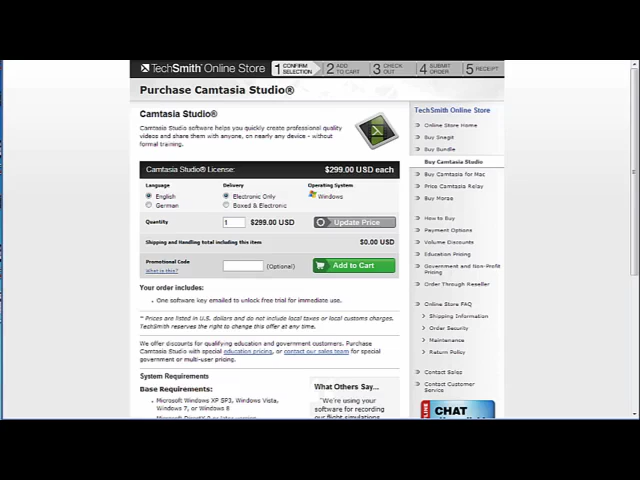 TechSmith Online Store
1 CONFIRM SELECTION
2 ADD TO CART
3 CHECK OUT
4 SUBMIT ORDER
5 RECEIPT
Purchase Camtasia Studio®
Camtasia Studio®
Camtasia Studio software helps you quickly create professional quality
videos and share them with anyone, on nearly any device – without
formal training.
Camtasia Studio® License: $299.00 USD each
Language Delivery Operating System
English Electronic Only Windows
German Boxed & Electronic
Quantity 1 $299.00 USD Update Price
Shipping and Handling total including this item $0.00 USD
Promotional Code (Optional) Add to Cart
What is this?
Your order includes:
One software key emailed to unlock free trial for immediate use.
* Prices are listed in U.S. dollars and do not include local taxes or local customs charges.
TechSmith reserves the right to change this offer at any time.
We offer discounts for qualifying education and government customers. Purchase
Camtasia Studio with special education pricing, or contact our sales team for special
government or multi-user pricing.
System Requirements
Base Requirements:
Microsoft Windows XP SP3, Windows Vista,
Windows 7, or Windows 8
What Others Say...
"We're using your
software for recording
our flight simulations
TechSmith Online Store
Online Store Home
Buy Snagit
Buy Bundle
Buy Camtasia Studio
Buy Camtasia for Mac
Price Camtasia Relay
Buy Morae
How to Buy
Payment Options
Volume Discounts
Education Pricing
Government and Non-Profit
Pricing
Order Through Reseller
Online Store FAQ
Shipping Information
Order Security
Maintenance
Return Policy
Contact Sales
Contact Customer
Service
CHAT